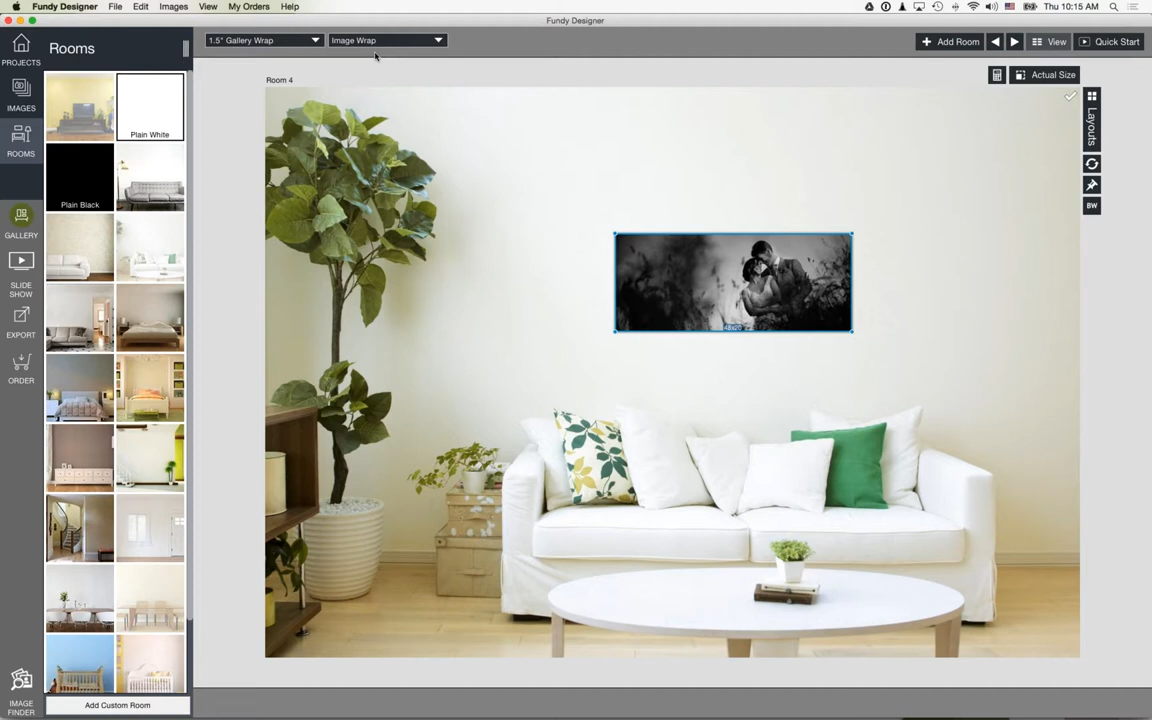 Fundy Designer File Edit Images View My Orders Help Thu 10:15 AM
Fundy Designer
PROJECTS
IMAGES
ROOMS
GALLERY
SLIDE
SHOW
EXPORT
ORDER
IMAGE
FINDER
Rooms
Plain White
Plain Black
Add Custom Room
1.5" Gallery Wrap
Image Wrap
Add Room
View
Quick Start
Room 4
Actual Size
Layouts
BW
48x20